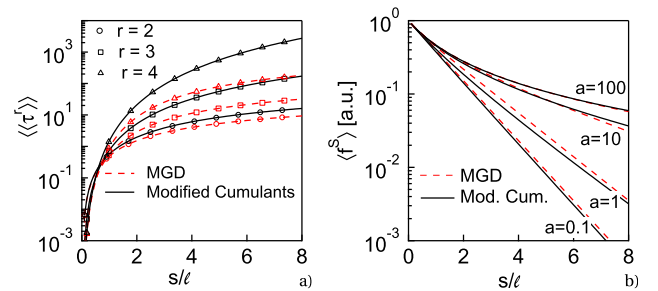 ⟨⟨τ^r⟩⟩
10^3
10^1
10^-1
10^-3
r = 2
r = 3
r = 4
MGD
Modified Cumulants
0 2 4 6 8
s/ℓ
a)
⟨f^S⟩ [a.u.]
10^0
10^-1
10^-2
10^-3
a=100
a=10
a=1
a=0.1
MGD
Mod. Cum.
0 2 4 6 8
s/ℓ
b)